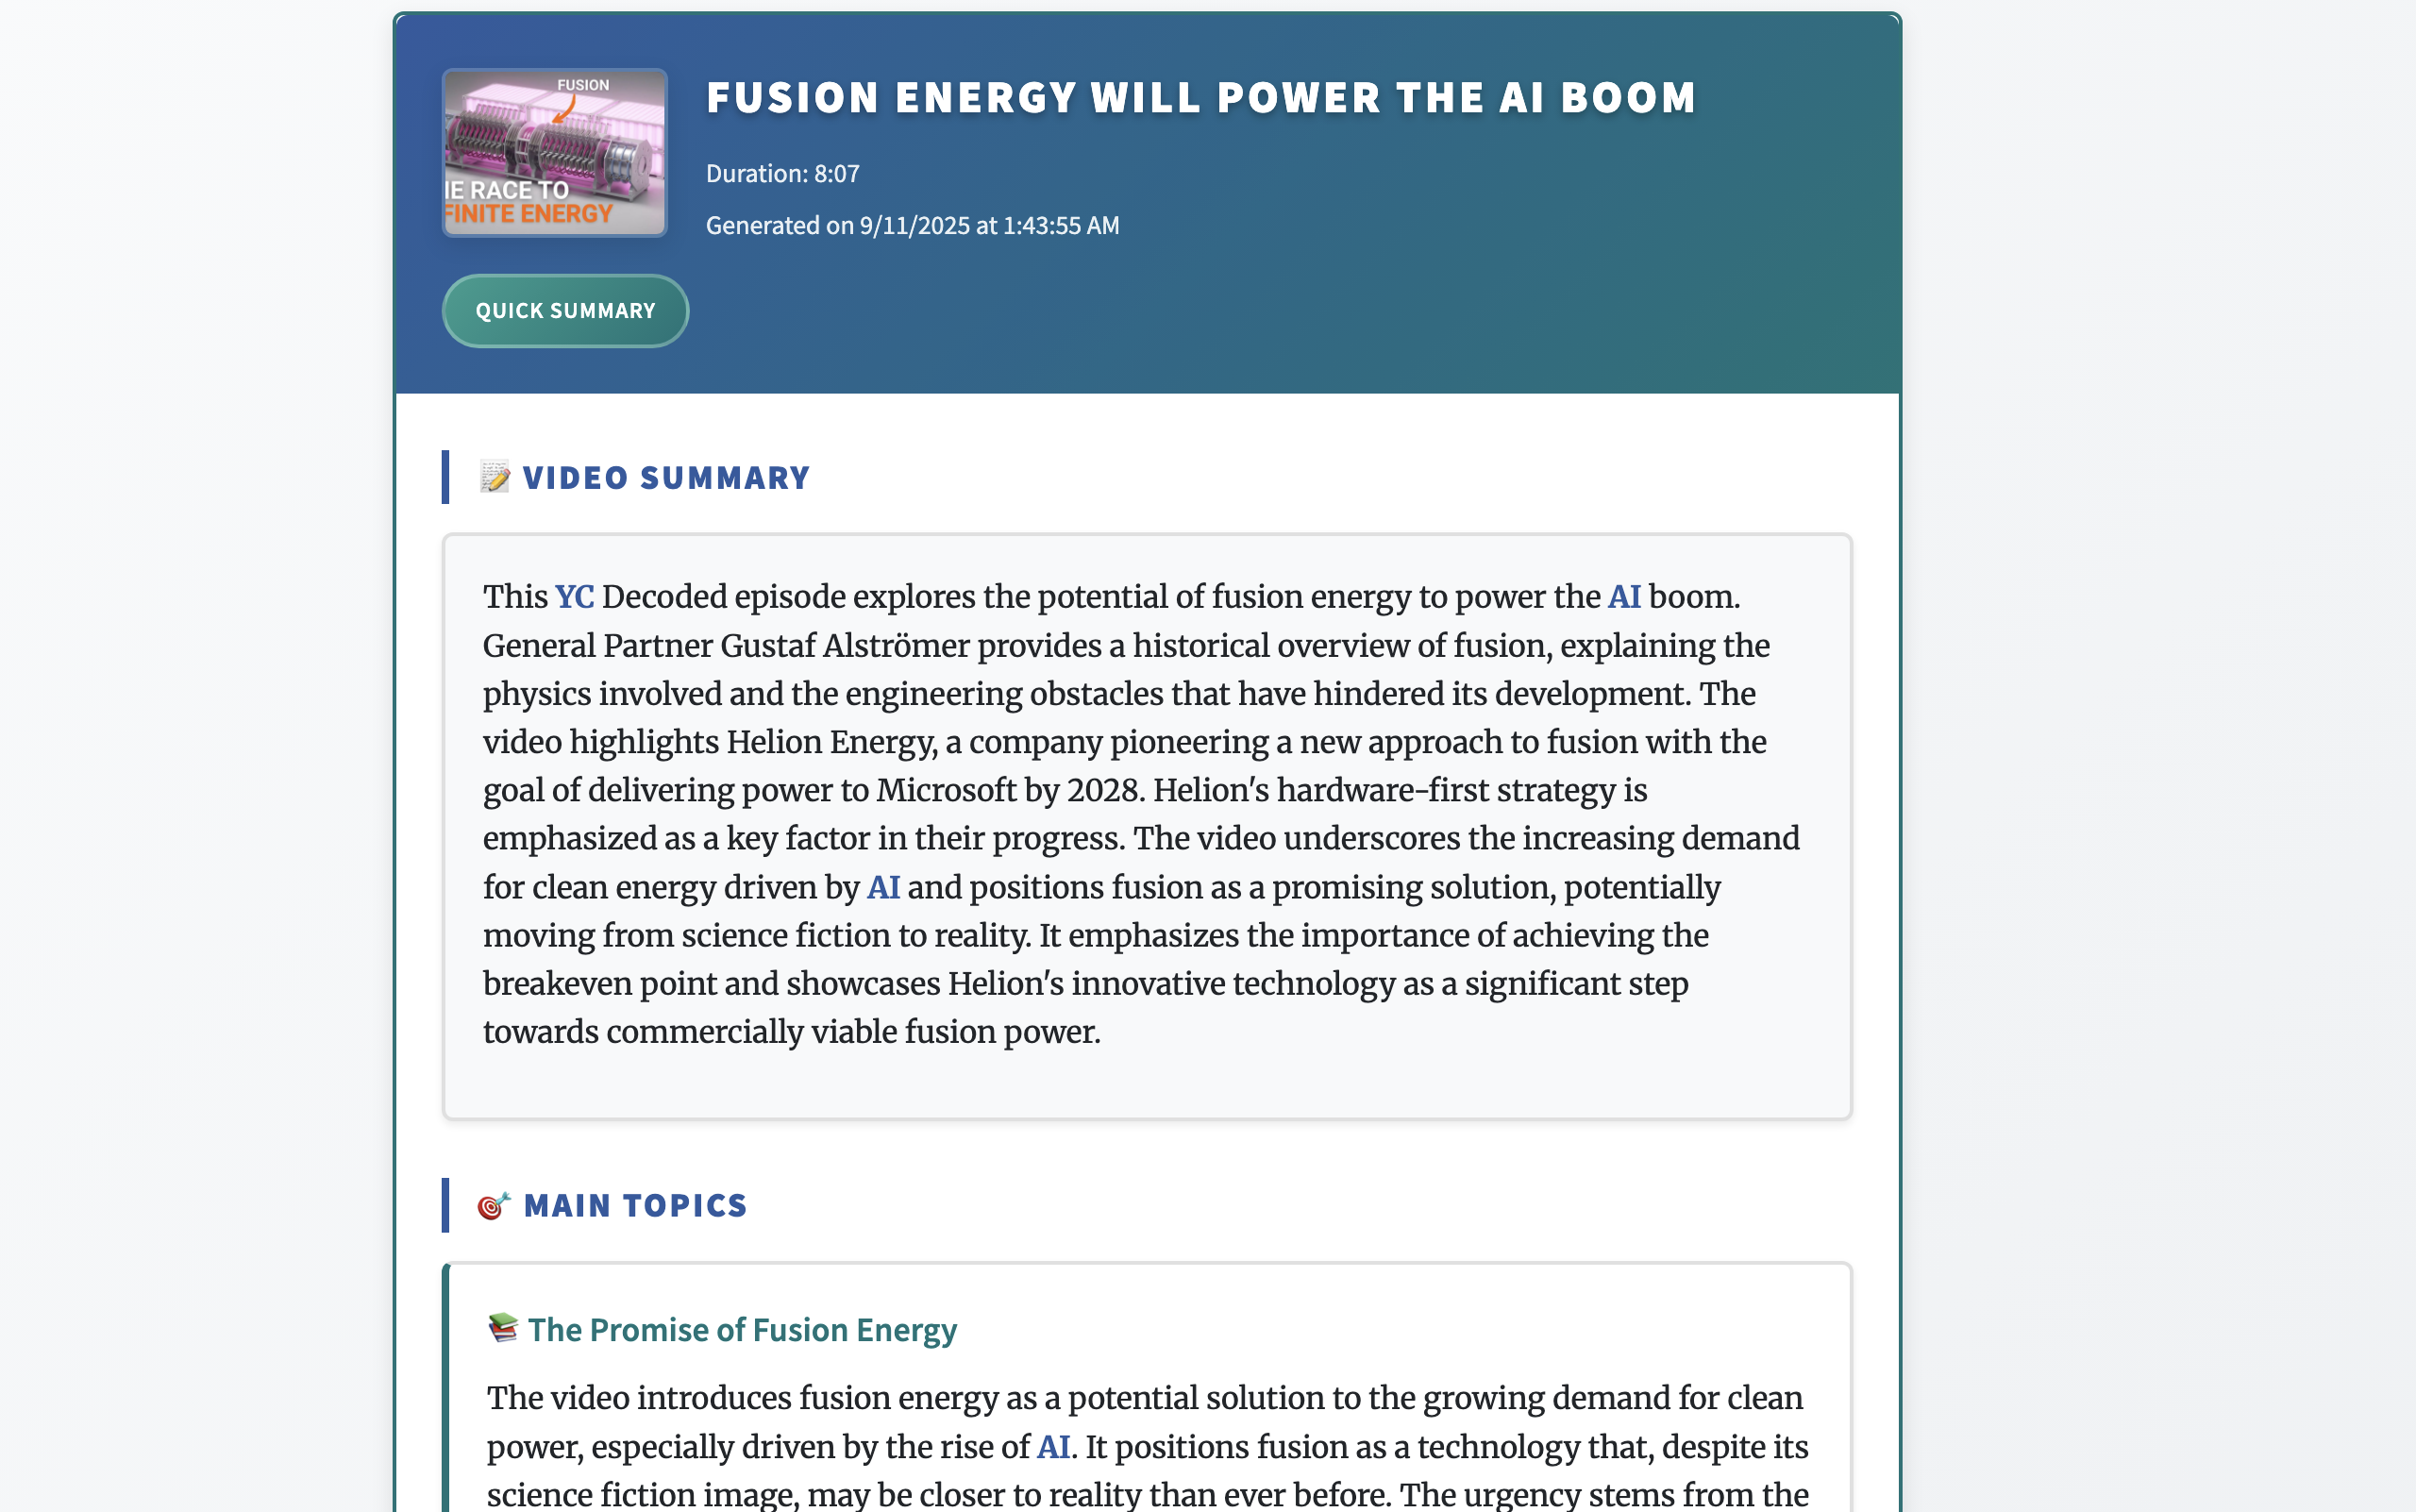 FUSION
IE RACE TO
FINITE ENERGY
FUSION ENERGY WILL POWER THE AI BOOM
Duration: 8:07
Generated on 9/11/2025 at 1:43:55 AM
QUICK SUMMARY
VIDEO SUMMARY
This YC Decoded episode explores the potential of fusion energy to power the AI boom.
General Partner Gustaf Alströmer provides a historical overview of fusion, explaining the
physics involved and the engineering obstacles that have hindered its development. The
video highlights Helion Energy, a company pioneering a new approach to fusion with the
goal of delivering power to Microsoft by 2028. Helion's hardware-first strategy is
emphasized as a key factor in their progress. The video underscores the increasing demand
for clean energy driven by AI and positions fusion as a promising solution, potentially
moving from science fiction to reality. It emphasizes the importance of achieving the
breakeven point and showcases Helion's innovative technology as a significant step
towards commercially viable fusion power.
MAIN TOPICS
The Promise of Fusion Energy
The video introduces fusion energy as a potential solution to the growing demand for clean
power, especially driven by the rise of AI. It positions fusion as a technology that, despite its
science fiction image, may be closer to reality than ever before. The urgency stems from the